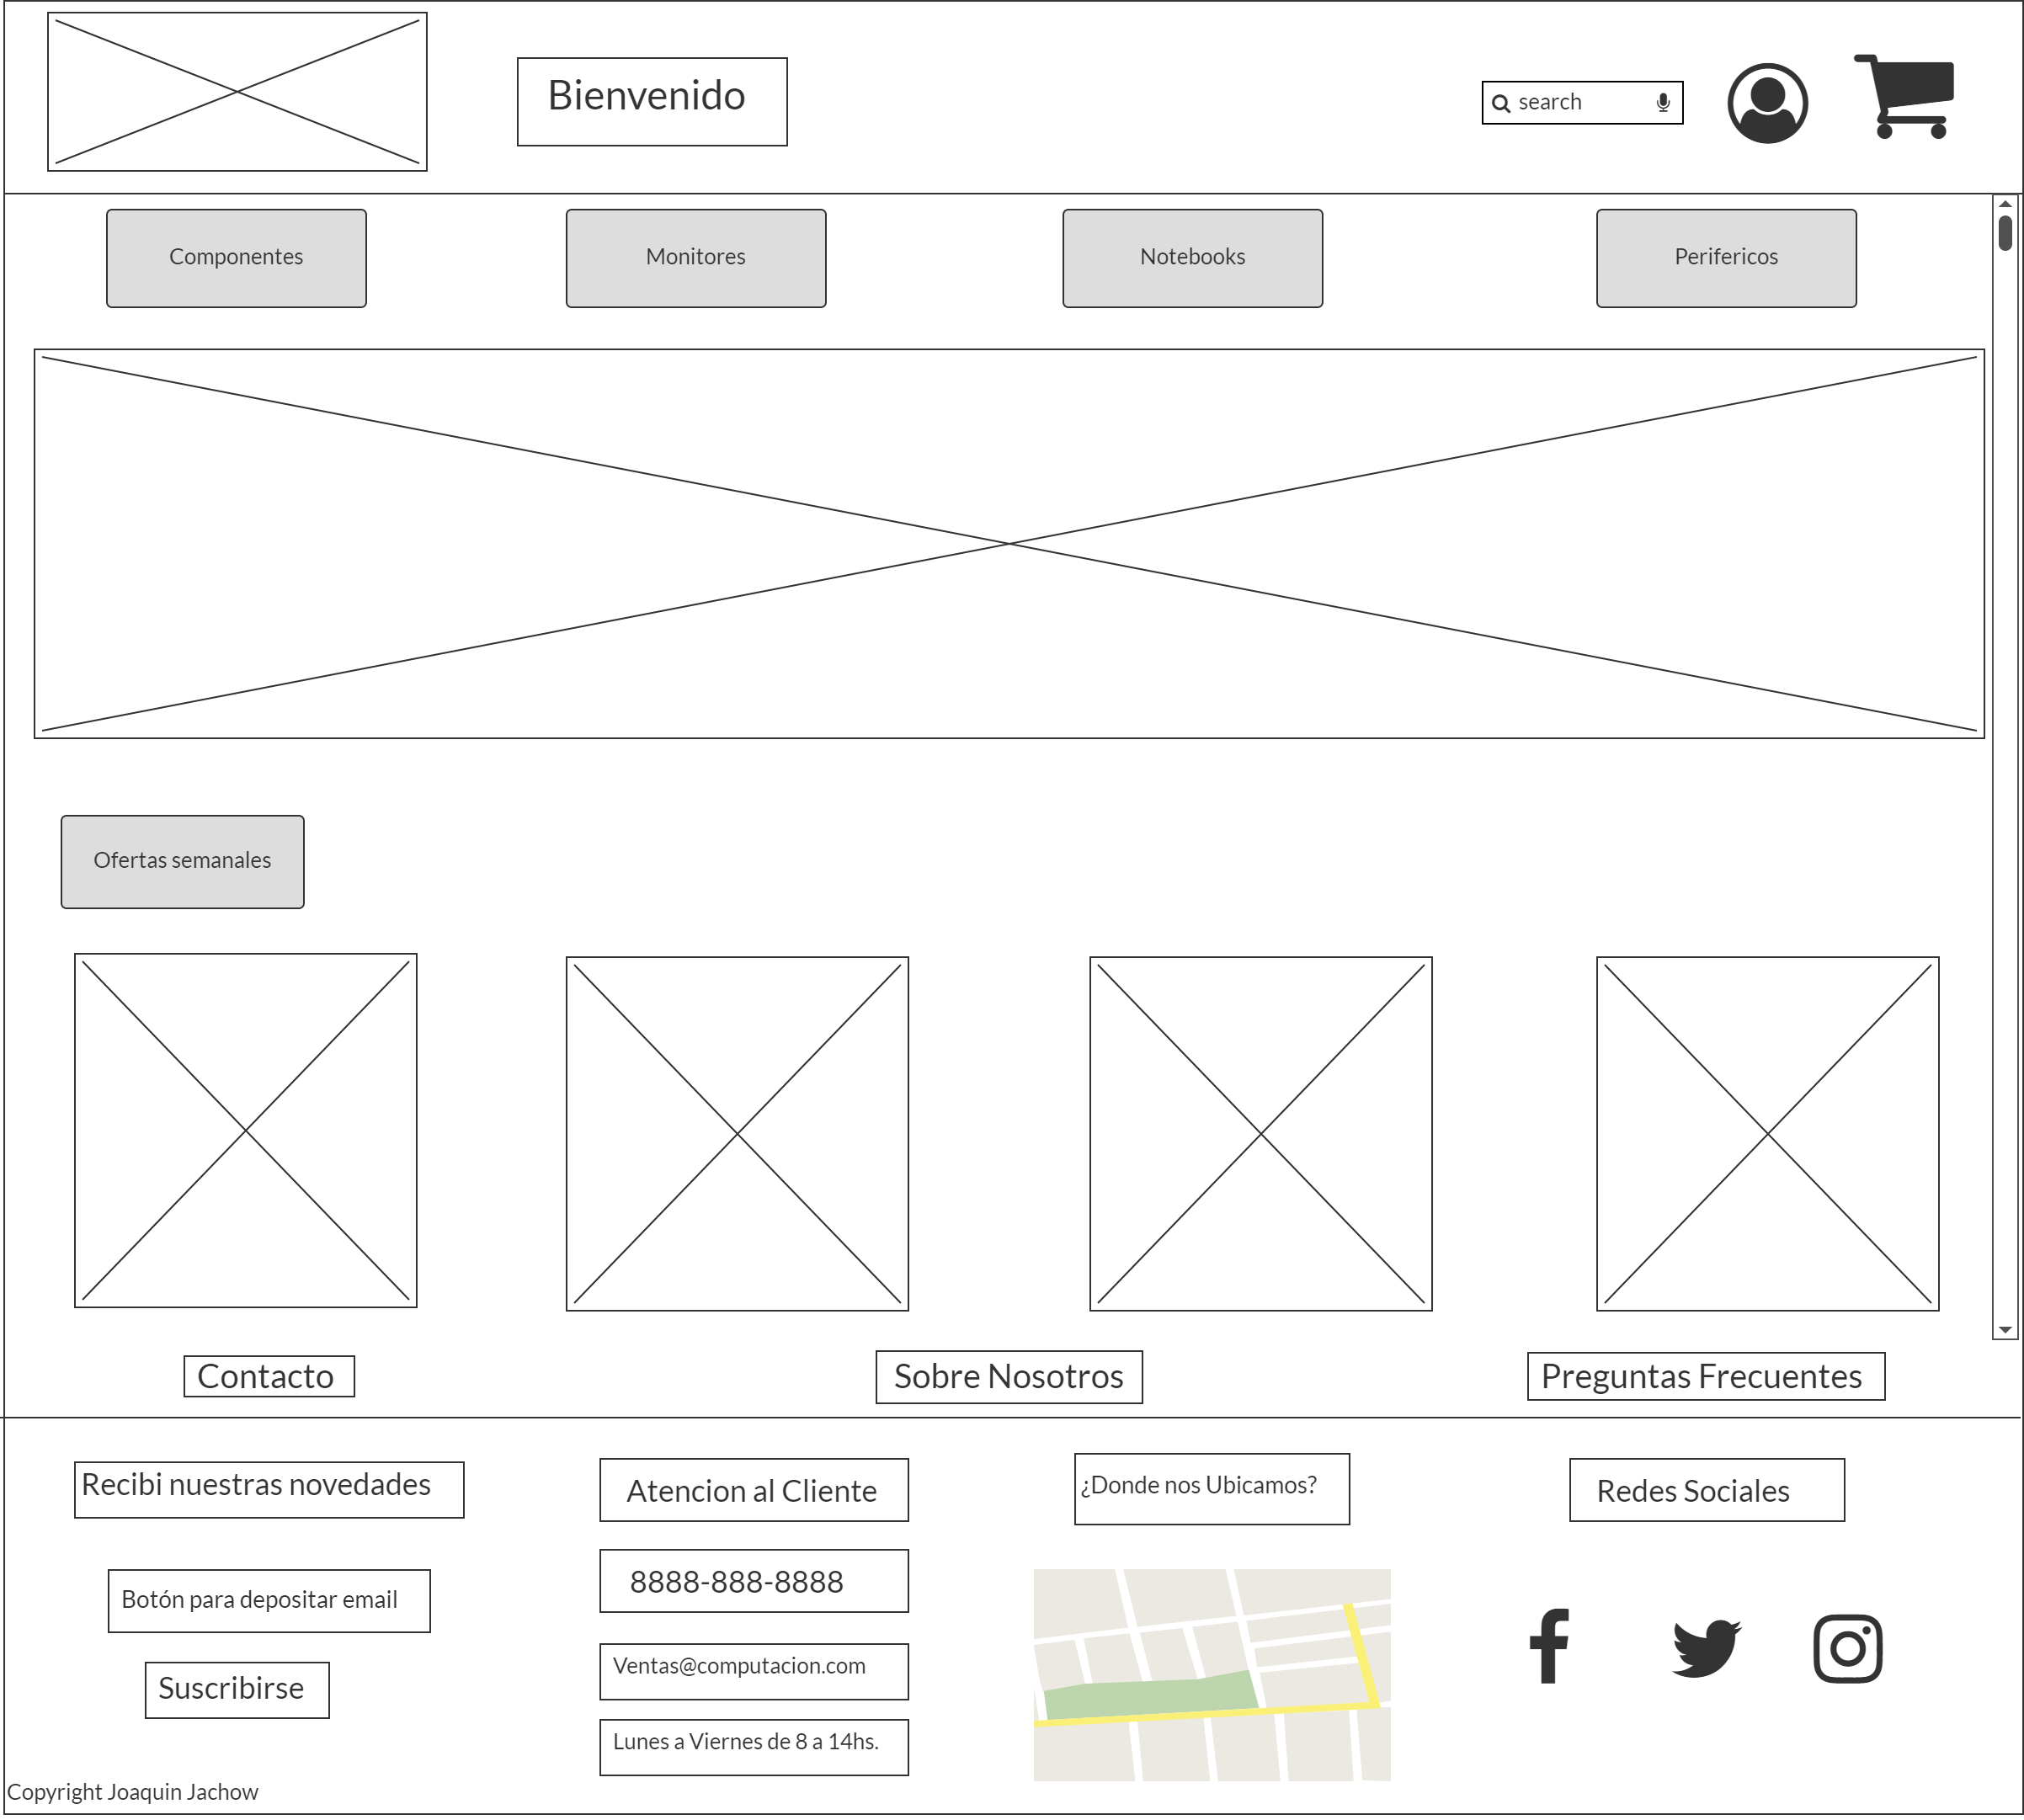 Bienvenido
search
Componentes
Monitores
Notebooks
Perifericos
Ofertas semanales
Contacto
Sobre Nosotros
Preguntas Frecuentes
Recibi nuestras novedades
Botón para depositar email
Suscribirse
Atencion al Cliente
8888-888-8888
Ventas@computacion.com
Lunes a Viernes de 8 a 14hs.
¿Donde nos Ubicamos?
Redes Sociales
Copyright Joaquin Jachow